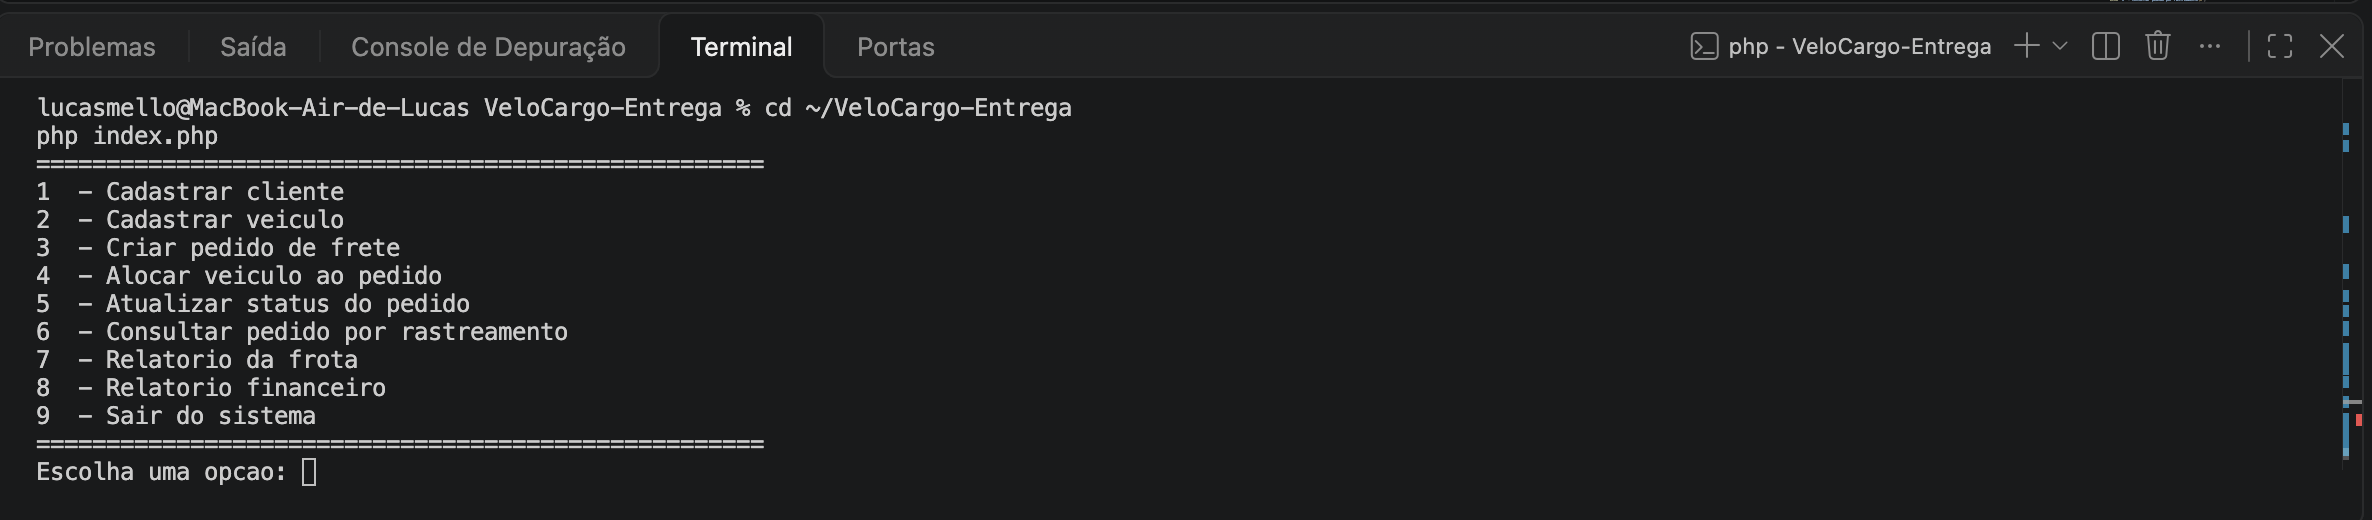 Problemas Saída Console de Depuração Terminal Portas php - VeloCargo-Entrega
lucasmello@MacBook-Air-de-Lucas VeloCargo-Entrega % cd ~/VeloCargo-Entrega
php index.php
====================================================
1  - Cadastrar cliente
2  - Cadastrar veiculo
3  - Criar pedido de frete
4  - Alocar veiculo ao pedido
5  - Atualizar status do pedido
6  - Consultar pedido por rastreamento
7  - Relatorio da frota
8  - Relatorio financeiro
9  - Sair do sistema
====================================================
Escolha uma opcao: